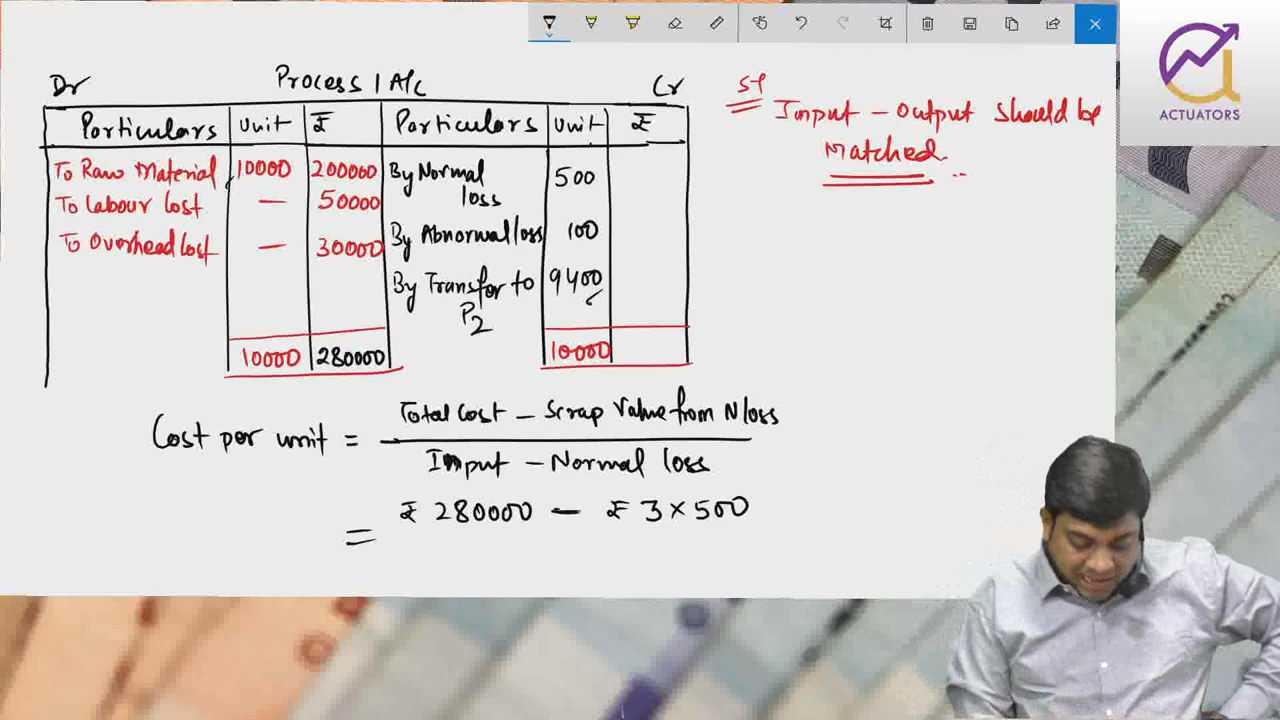 Dr Process 1 A/c Cr
Particulars Unit ₹ Particulars Unit ₹
To Raw Material 10000 200000 By Normal loss 500
To Labour cost — 50000
To Overhead cost — 30000 By Abnormal loss 100
By Transfer to P2 9400
10000 280000 10000
S1
Input - Output should be
Matched
Cost per unit = Total Cost - Scrap Value from N loss
Input - Normal loss
= ₹ 280000 - ₹ 3 × 500
ACTUATORS